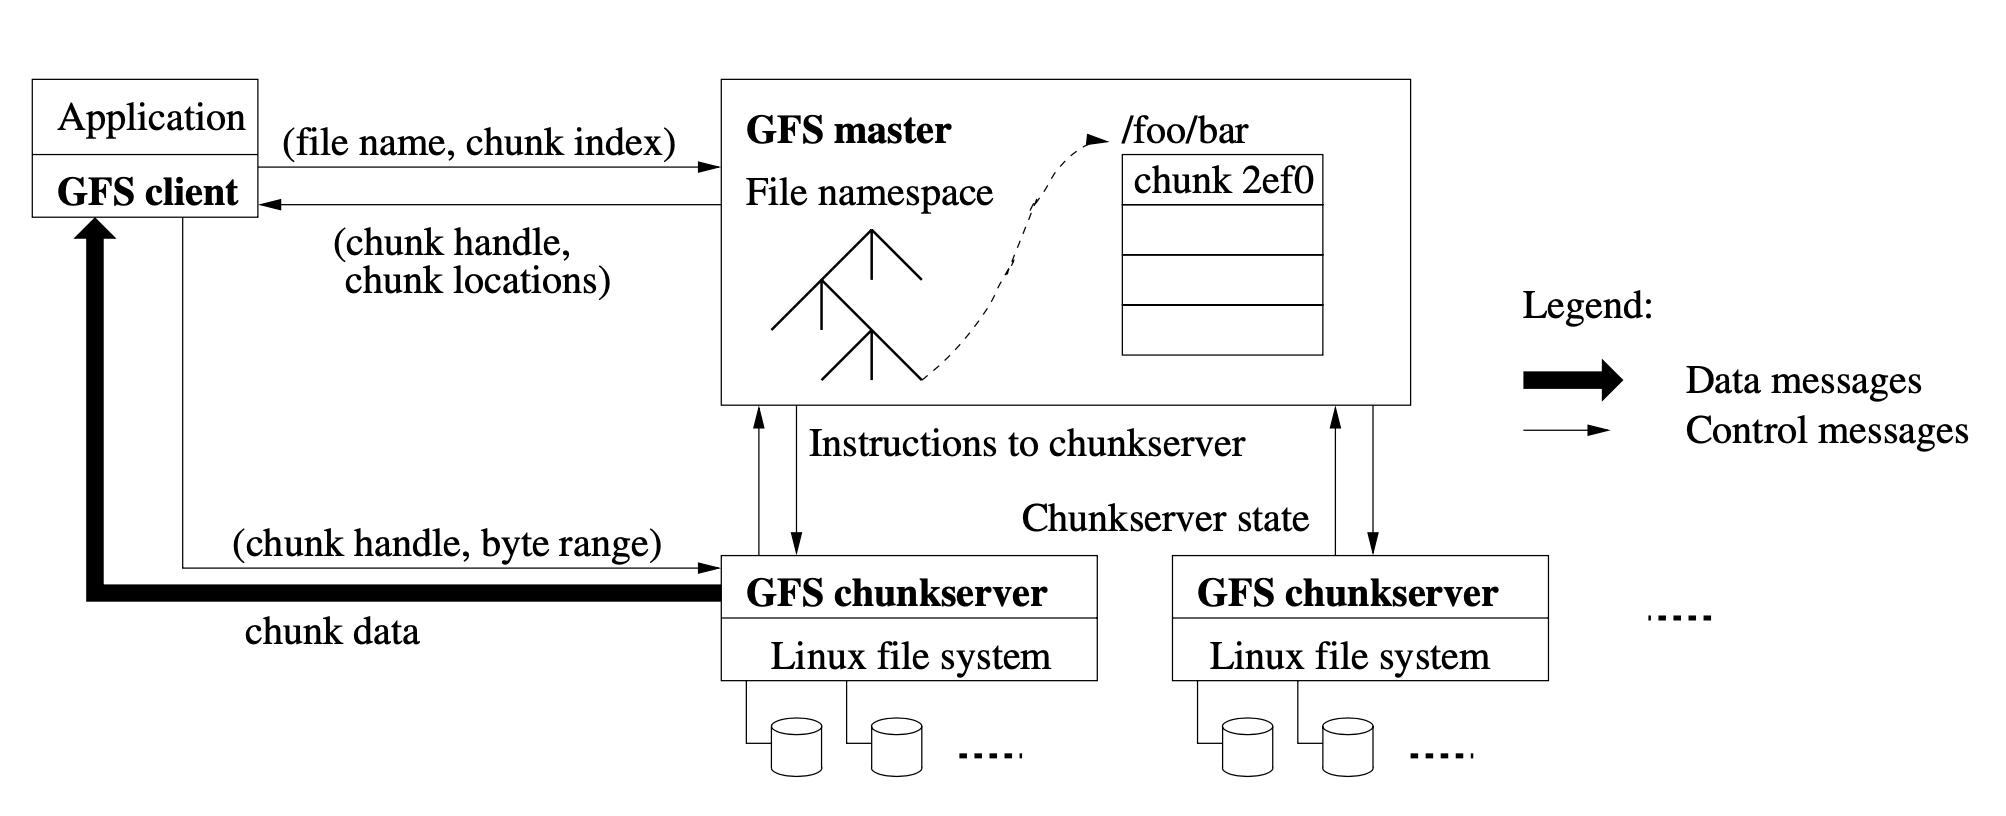 Application
GFS client
(file name, chunk index)
(chunk handle,
chunk locations)
GFS master
File namespace
/foo/bar
chunk 2ef0
Legend:
Data messages
Control messages
Instructions to chunkserver
Chunkserver state
(chunk handle, byte range)
chunk data
GFS chunkserver
Linux file system
GFS chunkserver
Linux file system